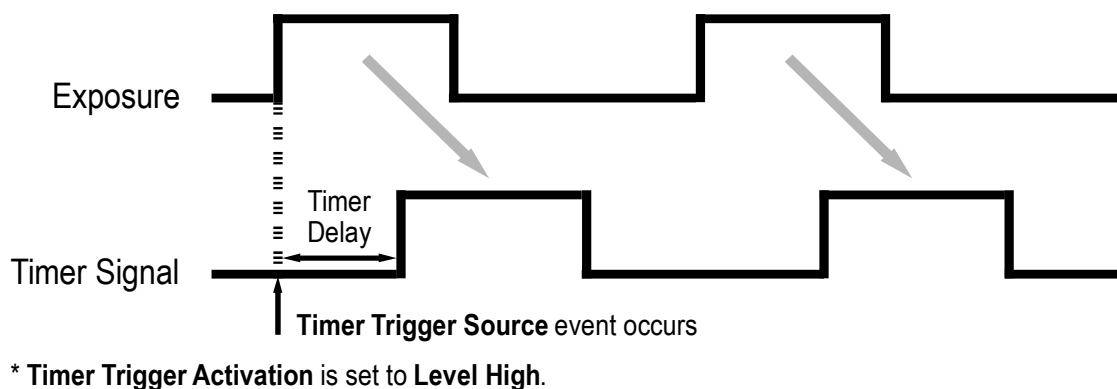 Exposure
Timer
Delay
Timer Signal
Timer Trigger Source event occurs
* Timer Trigger Activation is set to Level High.